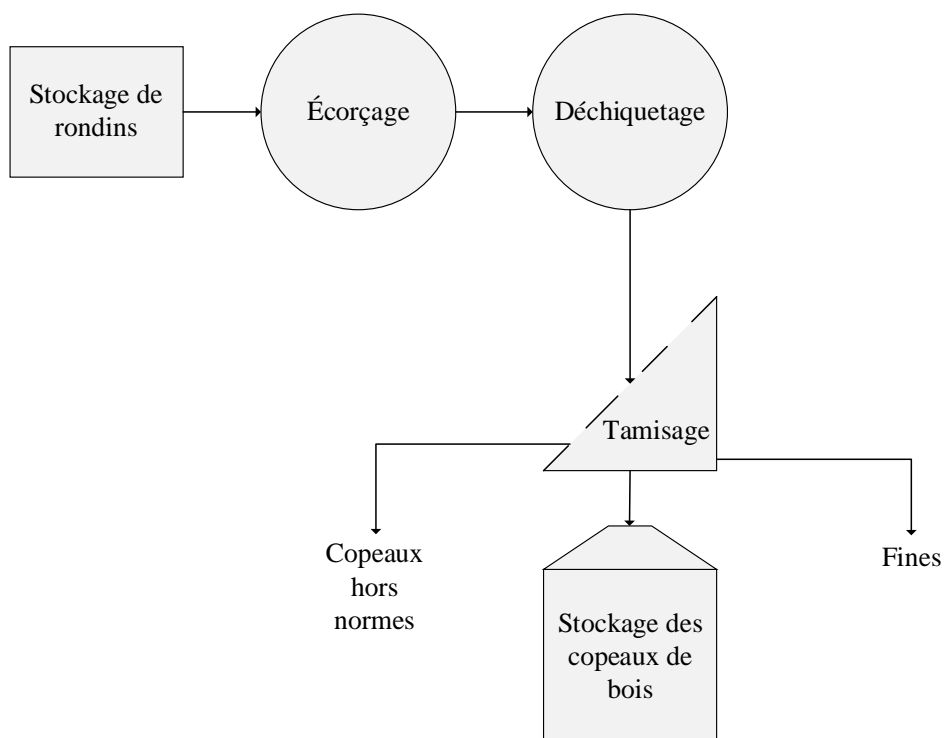 Stockage de
rondins
Écorçage
Déchiquetage
Tamisage
Copeaux
hors
normes
Stockage des
copeaux de
bois
Fines